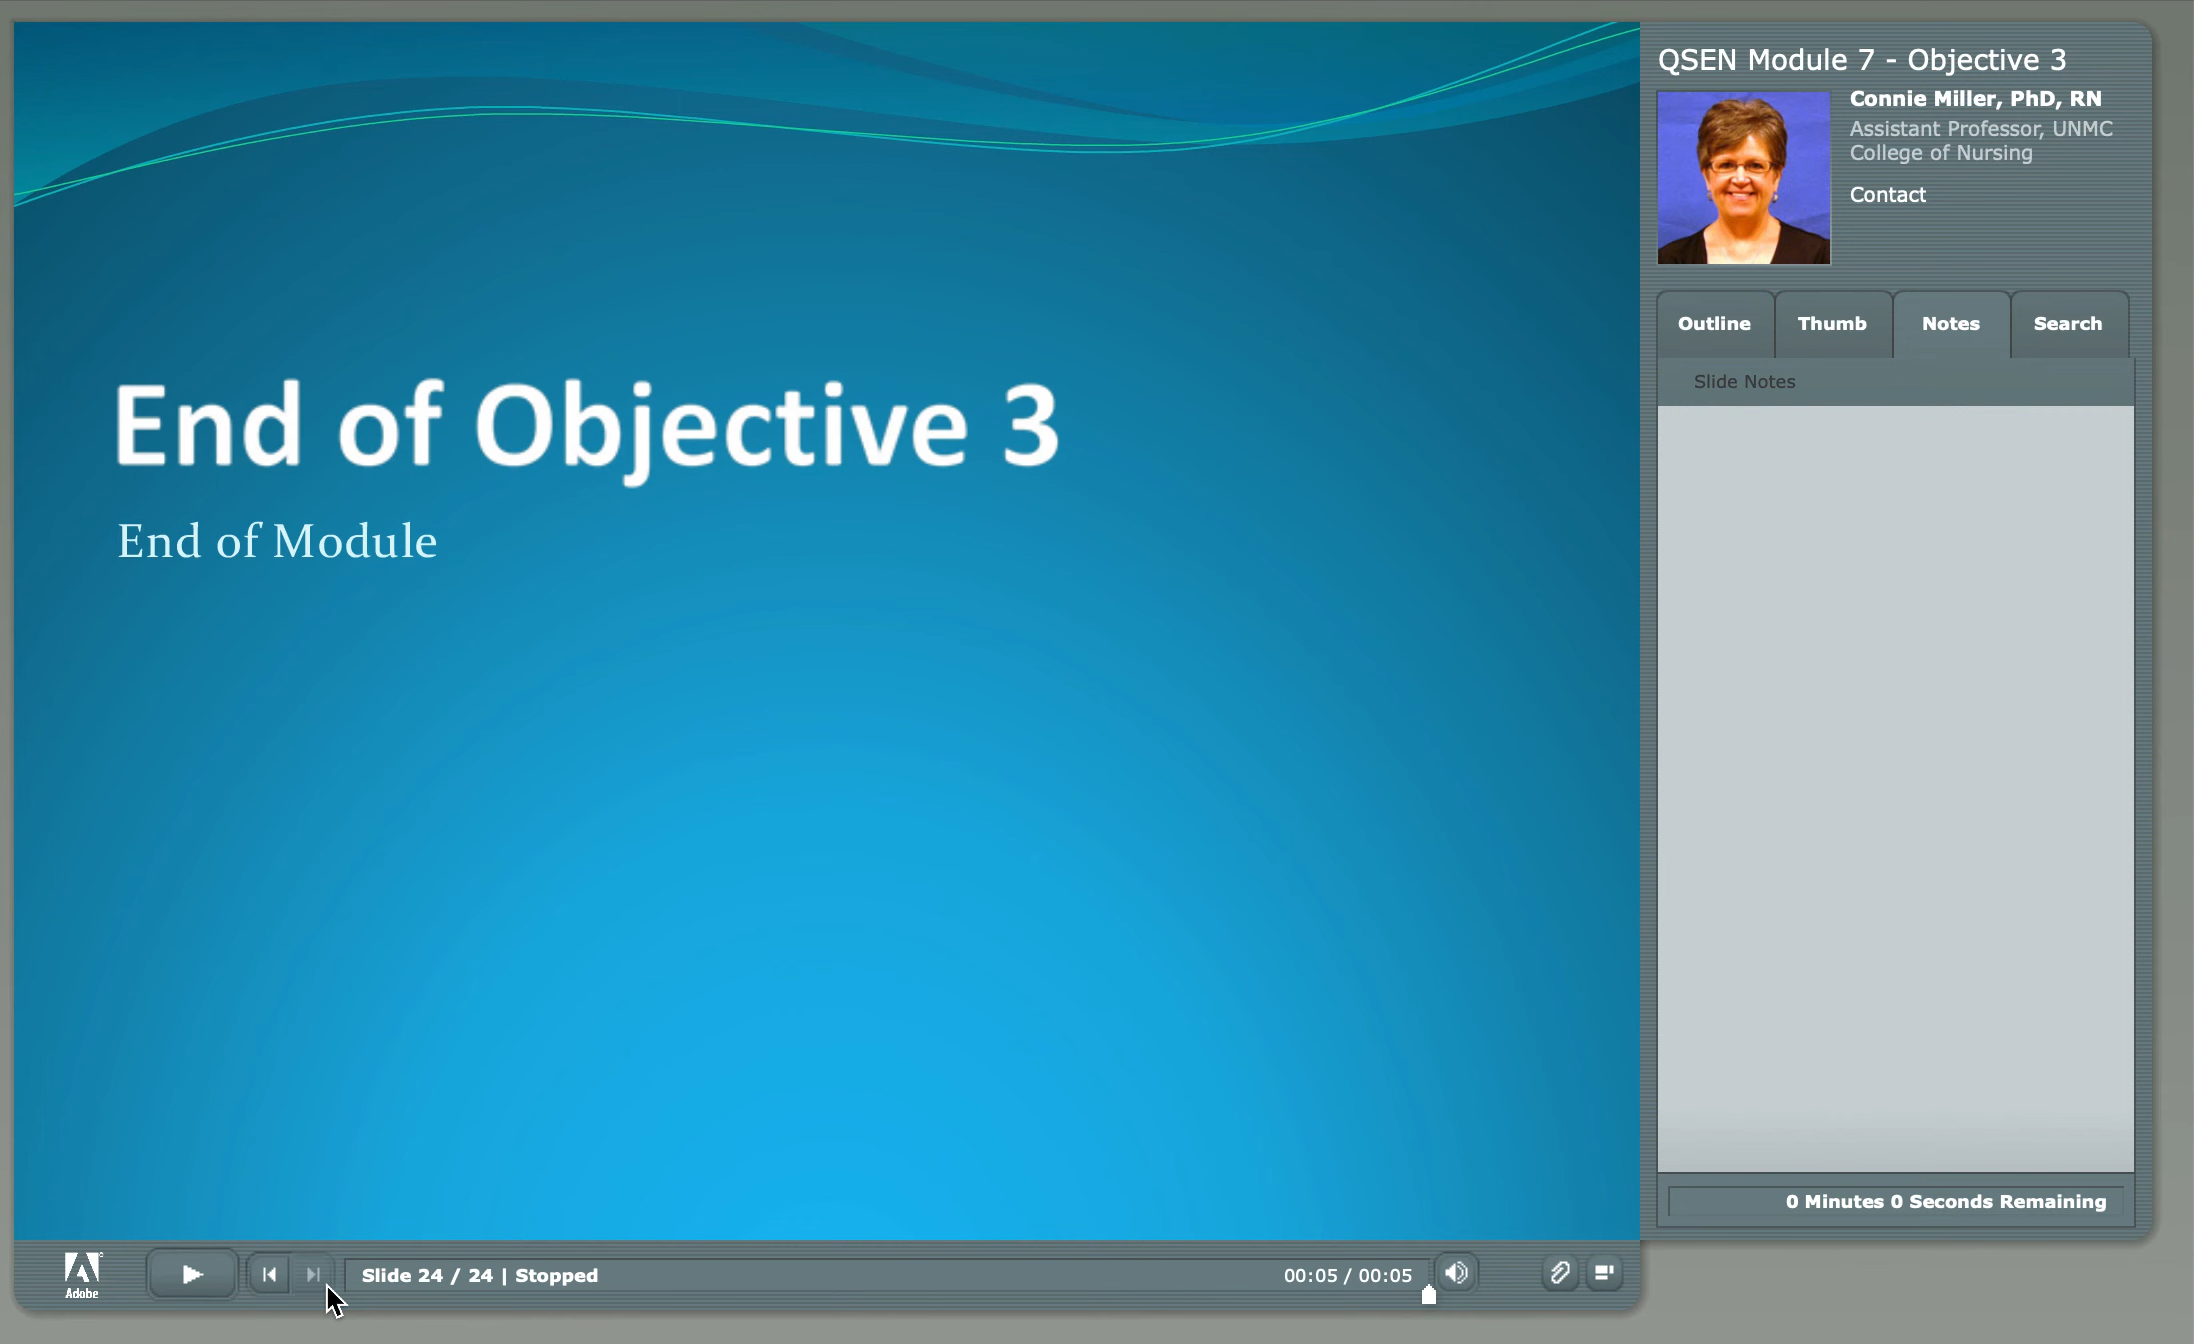 End of Objective 3
End of Module
QSEN Module 7 - Objective 3
Connie Miller, PhD, RN
Assistant Professor, UNMC
College of Nursing
Contact
Outline
Thumb
Notes
Search
Slide Notes
0 Minutes 0 Seconds Remaining
Adobe
Slide 24 / 24 | Stopped
00:05 / 00:05